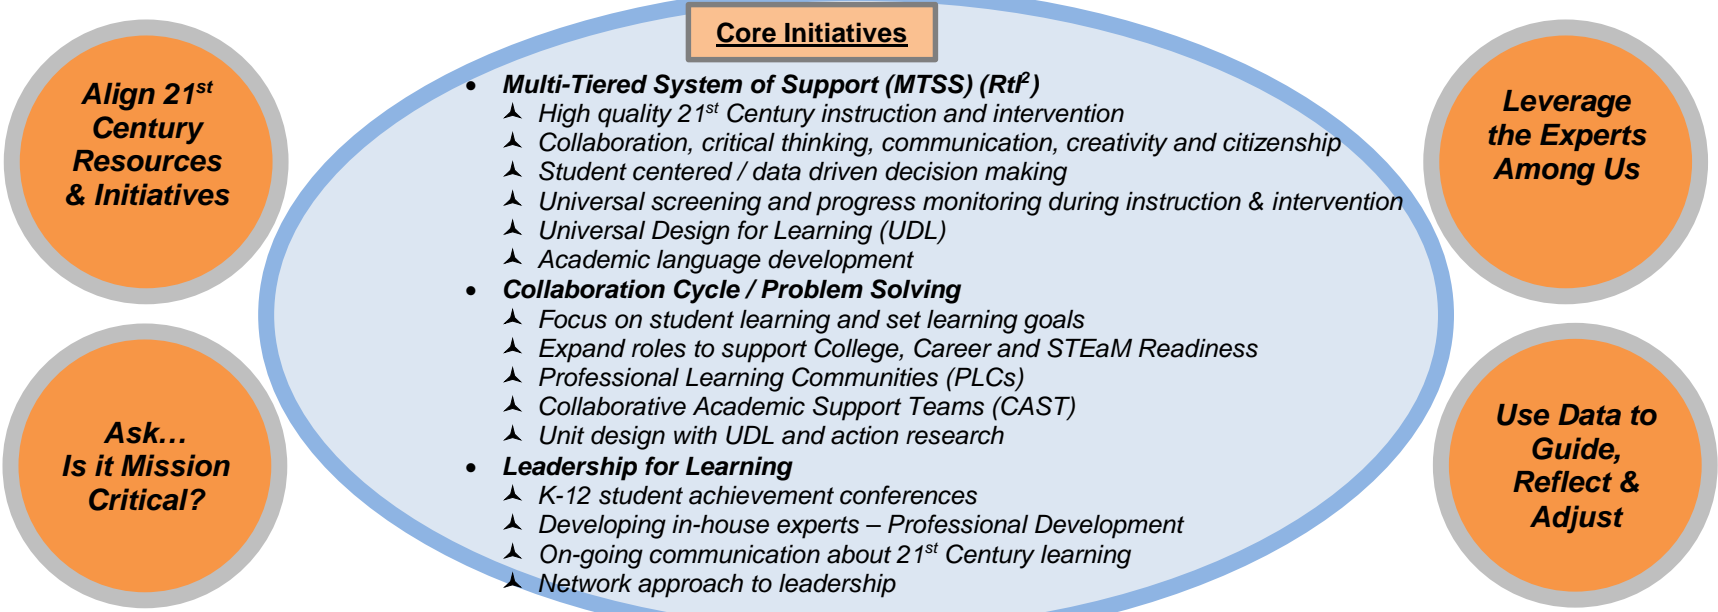 Core Initiatives
Align 21st
Century
Resources
& Initiatives
Ask…
Is it Mission
Critical?
• Multi-Tiered System of Support (MTSS) (RtI2)
High quality 21st Century instruction and intervention
Collaboration, critical thinking, communication, creativity and citizenship
Student centered / data driven decision making
Universal screening and progress monitoring during instruction & intervention
Universal Design for Learning (UDL)
Academic language development
• Collaboration Cycle / Problem Solving
Focus on student learning and set learning goals
Expand roles to support College, Career and STEaM Readiness
Professional Learning Communities (PLCs)
Collaborative Academic Support Teams (CAST)
Unit design with UDL and action research
• Leadership for Learning
K-12 student achievement conferences
Developing in-house experts – Professional Development
On-going communication about 21st Century learning
Network approach to leadership
Leverage
the Experts
Among Us
Use Data to
Guide,
Reflect &
Adjust